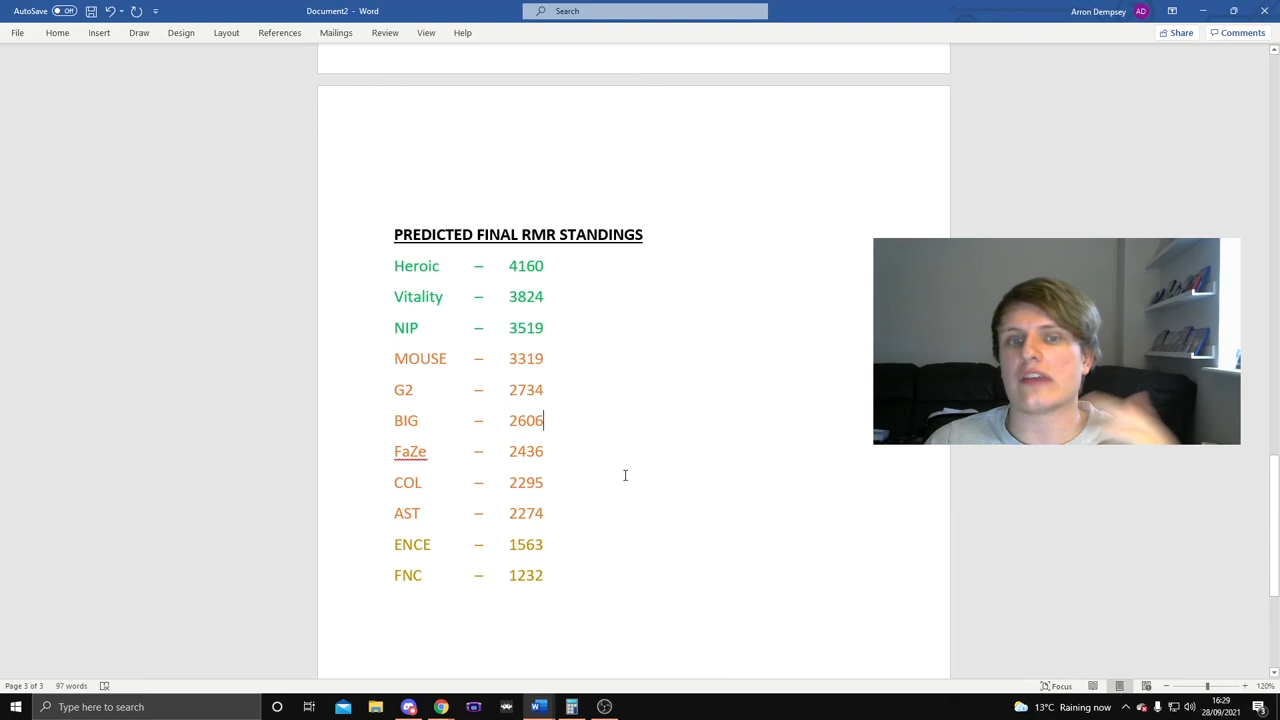 AutoSave Off Document2 - Word Search Arron Dempsey AD
File Home Insert Draw Design Layout References Mailings Review View Help Share Comments
PREDICTED FINAL RMR STANDINGS
Heroic – 4160
Vitality – 3824
NIP – 3519
MOUSE – 3319
G2 – 2734
BIG – 2606
FaZe – 2436
COL – 2295
AST – 2274
ENCE – 1563
FNC – 1232
Page 3 of 3 97 words Focus 120%
Type here to search 13°C Raining now 16:29
28/09/2021